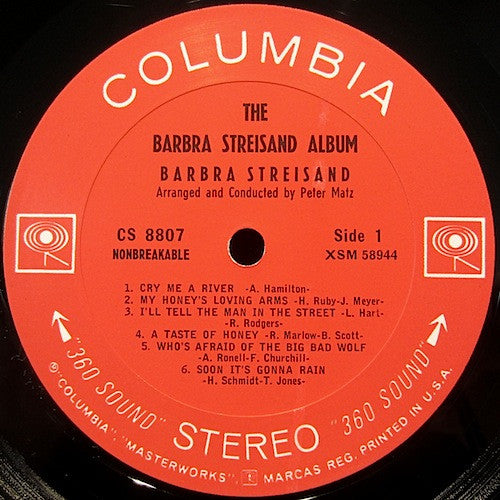 COLUMBIA
THE
BARBRA STREISAND ALBUM
BARBRA STREISAND
Arranged and Conducted by Peter Matz
CS 8807
NONBREAKABLE
Side 1
XSM 58944
1. CRY ME A RIVER -A. Hamilton-
2. MY HONEY'S LOVING ARMS -H. Ruby-J. Meyer-
3. I'LL TELL THE MAN IN THE STREET -L. Hart-
R. Rodgers-
4. A TASTE OF HONEY -R. Marlow-B. Scott-
5. WHO'S AFRAID OF THE BIG BAD WOLF
-A. Ronell-F. Churchill-
6. SOON IT'S GONNA RAIN
-H. Schmidt-T. Jones-
"360 SOUND" STEREO "360 SOUND"
® "COLUMBIA", "MASTERWORKS", MARCAS REG. PRINTED IN U.S.A.